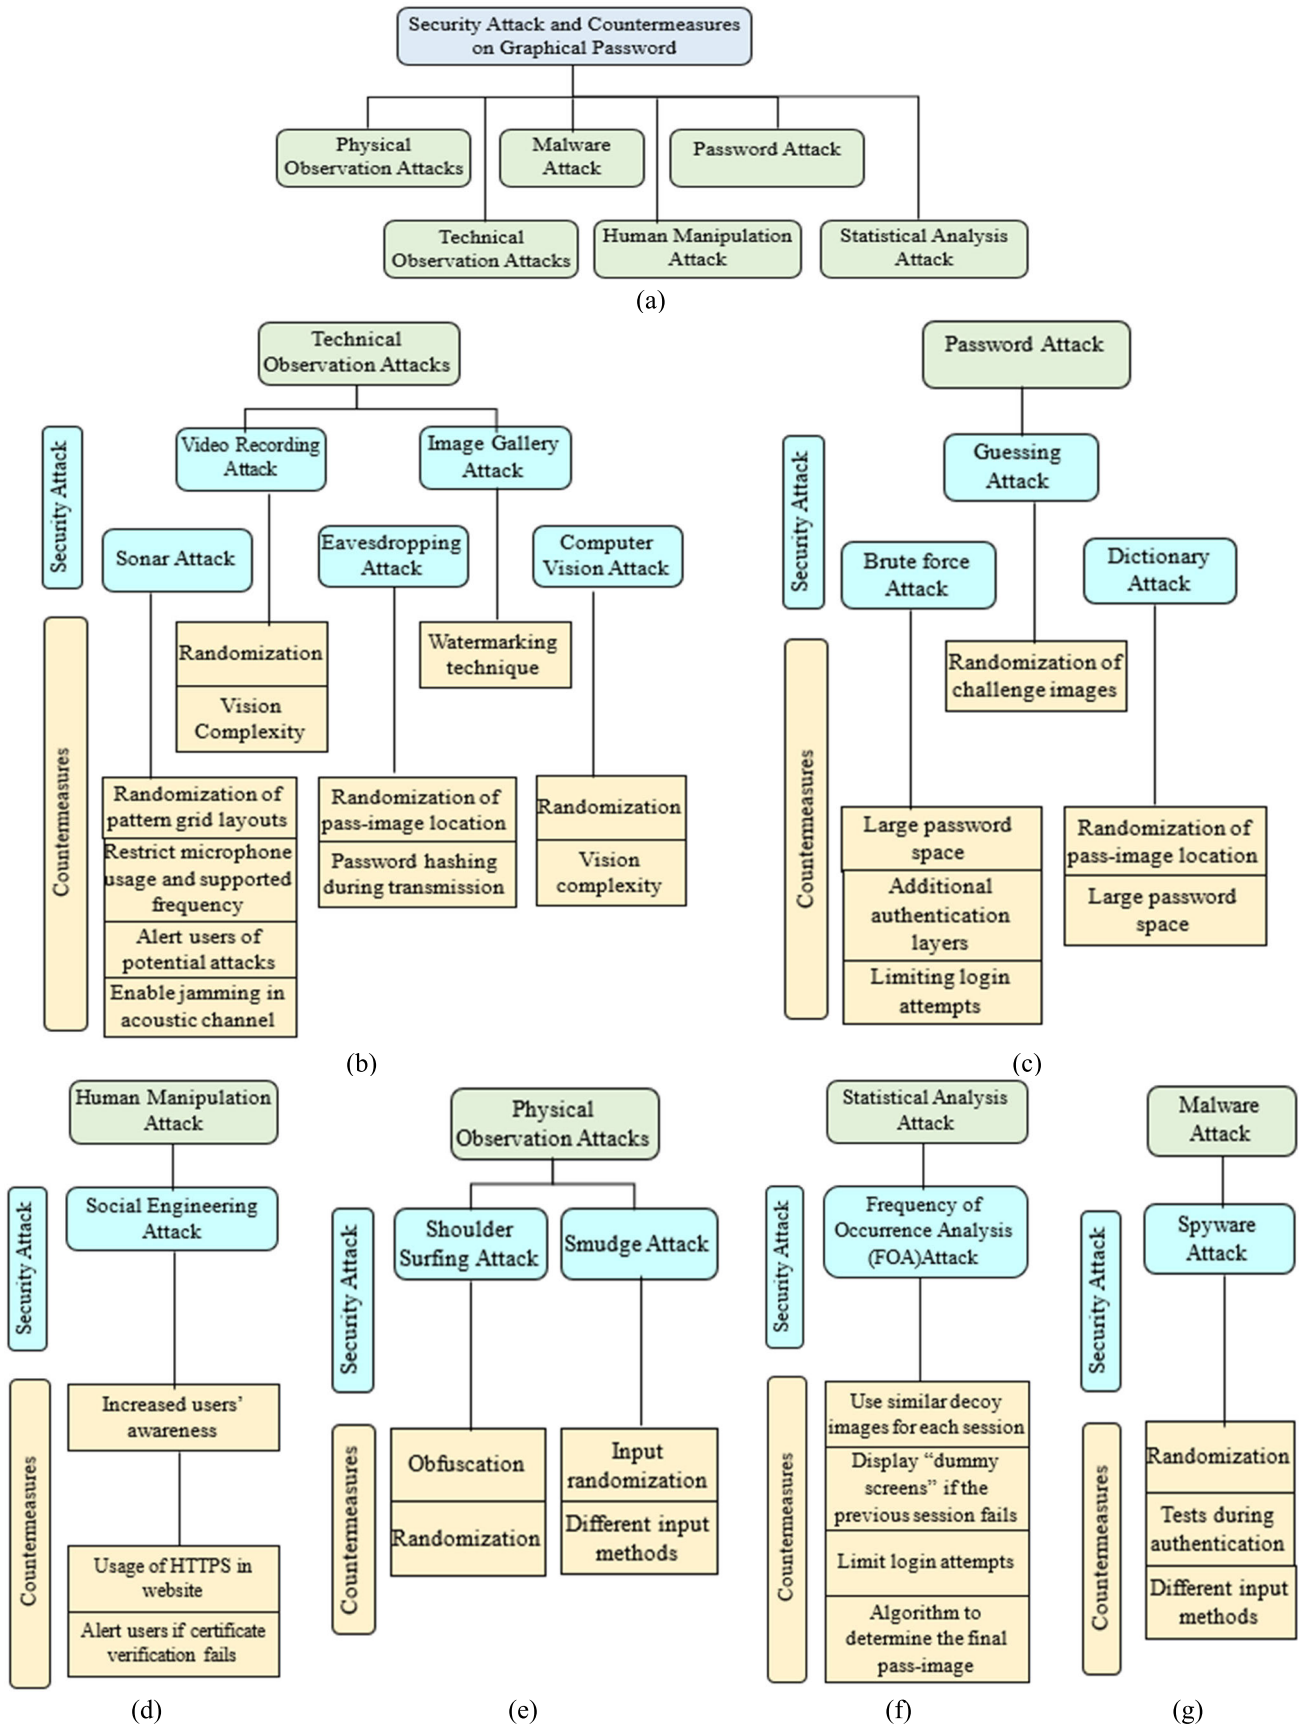 Security Attack and Countermeasures
on Graphical Password
Physical
Observation Attacks
Malware
Attack
Password Attack
Technical
Observation Attacks
Human Manipulation
Attack
Statistical Analysis
Attack
(a)
Technical
Observation Attacks
Security Attack
Video Recording
Attack
Image Gallery
Attack
Sonar Attack
Eavesdropping
Attack
Computer
Vision Attack
Countermeasures
Randomization
Vision
Complexity
Watermarking
technique
Randomization of
pattern grid layouts
Restrict microphone
usage and supported
frequency
Alert users of
potential attacks
Enable jamming in
acoustic channel
Randomization of
pass-image location
Password hashing
during transmission
Randomization
Vision
complexity
(b)
Password Attack
Security Attack
Guessing
Attack
Brute force
Attack
Dictionary
Attack
Countermeasures
Randomization of
challenge images
Large password
space
Additional
authentication
layers
Limiting login
attempts
Randomization of
pass-image location
Large password
space
(c)
Human Manipulation
Attack
Security Attack
Social Engineering
Attack
Countermeasures
Increased users’
awareness
Usage of HTTPS in
website
Alert users if certificate
verification fails
(d)
Physical
Observation Attacks
Security Attack
Shoulder
Surfing Attack
Smudge Attack
Countermeasures
Obfuscation
Randomization
Input
randomization
Different input
methods
(e)
Statistical Analysis
Attack
Security Attack
Frequency of
Occurrence Analysis
(FOA)Attack
Countermeasures
Use similar decoy
images for each session
Display “dummy
screens” if the
previous session fails
Limit login attempts
Algorithm to
determine the final
pass-image
(f)
Malware
Attack
Security Attack
Spyware
Attack
Countermeasures
Randomization
Tests during
authentication
Different input
methods
(g)